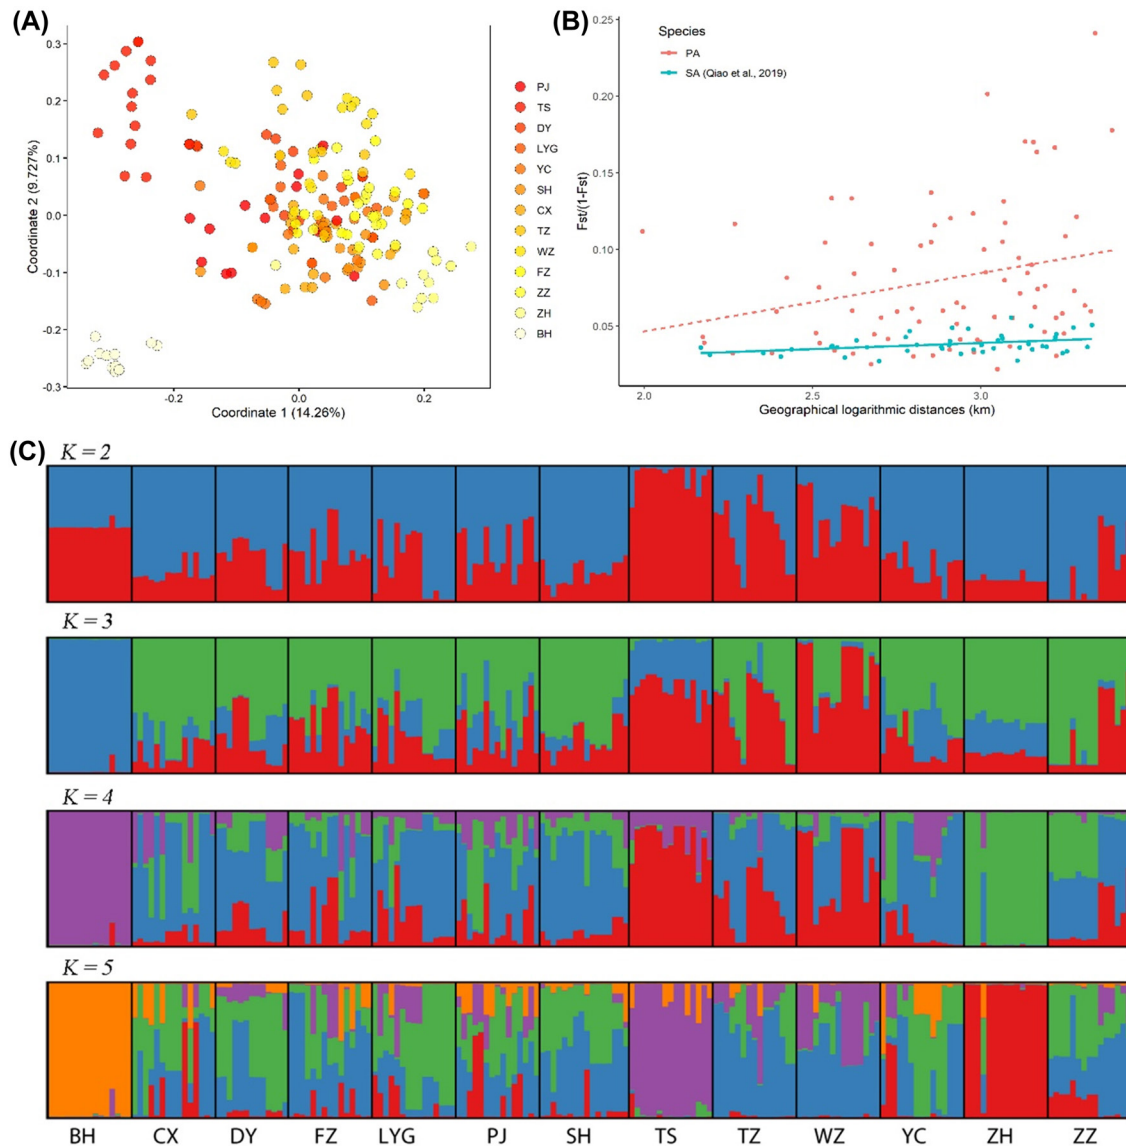 (A)
Coordinate 2 (9.727%)
0.3
0.2
0.1
0.0
-0.1
-0.2
-0.3
-0.2
0.0
0.2
Coordinate 1 (14.26%)
PJ
TS
DY
LYG
YC
SH
CX
TZ
WZ
FZ
ZZ
ZH
BH
(B)
Fst/(1-Fst)
0.25
0.20
0.15
0.10
0.05
Species
PA
SA (Qiao et al., 2019)
2.0
2.5
3.0
Geographical logarithmic distances (km)
(C)
K = 2
K = 3
K = 4
K = 5
BH CX DY FZ LYG PJ SH TS TZ WZ YC ZH ZZ